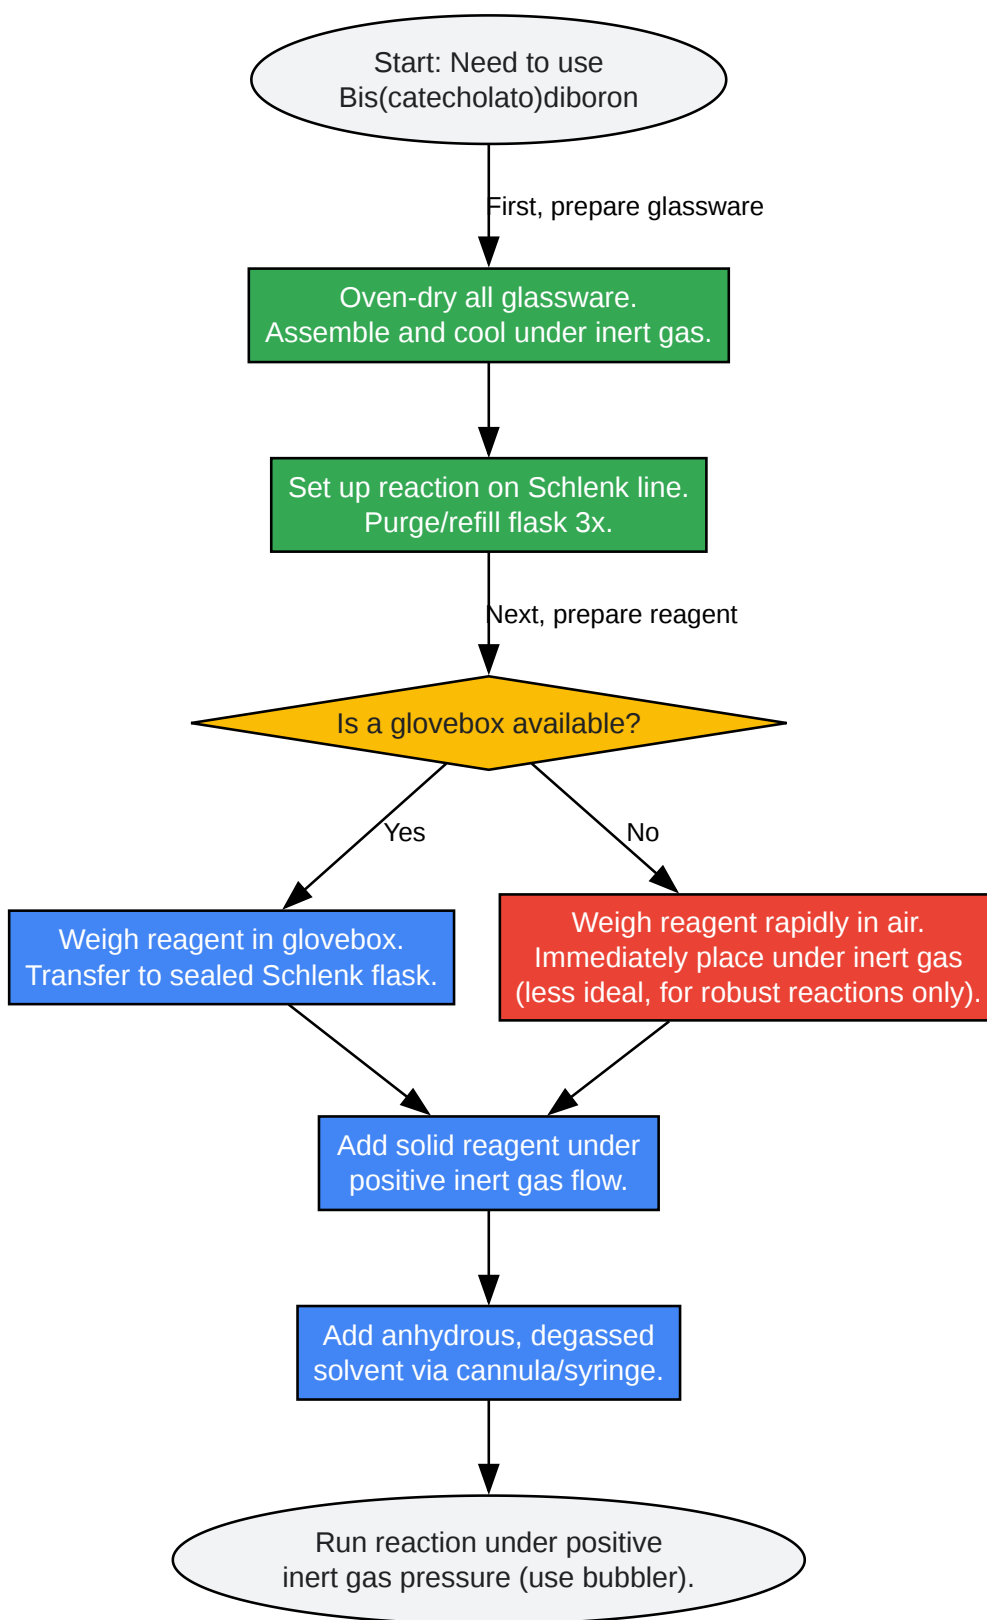 Start: Need to use
Bis(catecholato)diboron
First, prepare glassware
Oven-dry all glassware.
Assemble and cool under inert gas.
Set up reaction on Schlenk line.
Purge/refill flask 3x.
Next, prepare reagent
Is a glovebox available?
Yes
No
Weigh reagent in glovebox.
Transfer to sealed Schlenk flask.
Weigh reagent rapidly in air.
Immediately place under inert gas
(less ideal, for robust reactions only).
Add solid reagent under
positive inert gas flow.
Add anhydrous, degassed
solvent via cannula/syringe.
Run reaction under positive
inert gas pressure (use bubbler).